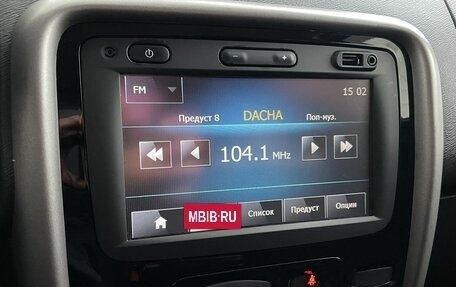 FM
15 02
Предуст 8 DACHA Поп-муз.
104.1 MHz
MBIB.RU Список Предуст Опции